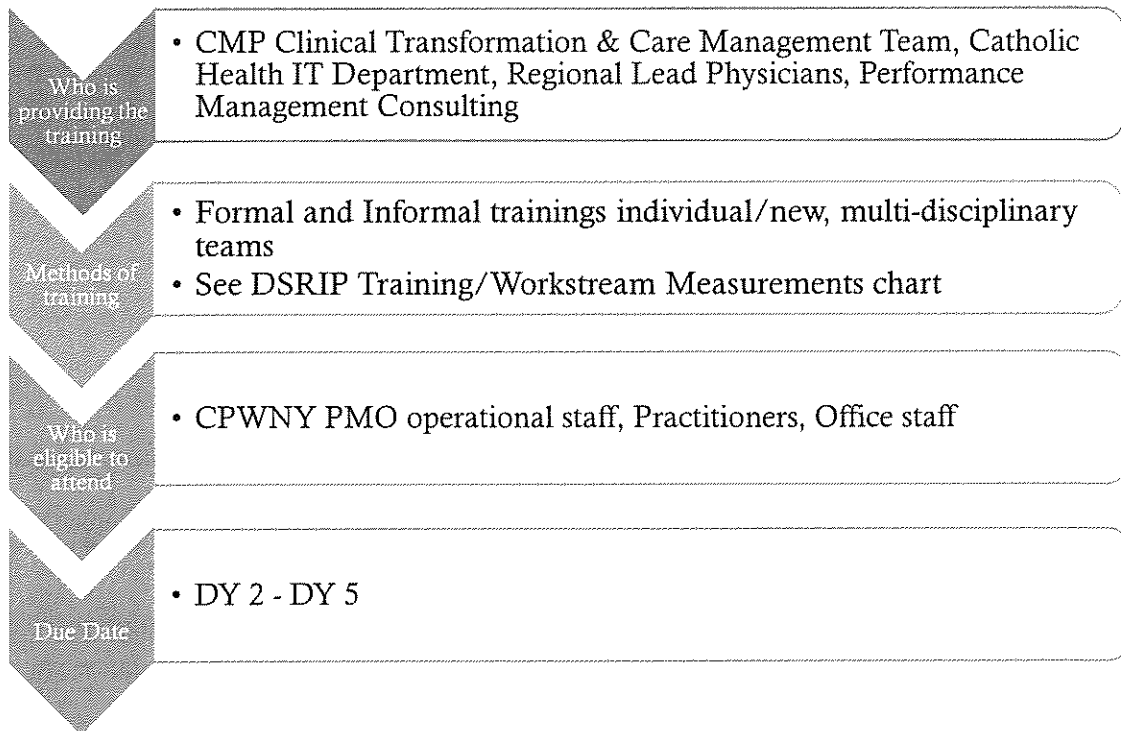 Who is
providing the
training
• CMP Clinical Transformation & Care Management Team, Catholic
Health IT Department, Regional Lead Physicians, Performance
Management Consulting
Methods of
training
• Formal and Informal trainings individual/new, multi-disciplinary
teams
• See DSRIP Training/Workstream Measurements chart
Who is
eligible to
attend
• CPWNY PMO operational staff, Practitioners, Office staff
Due Date
• DY 2 - DY 5